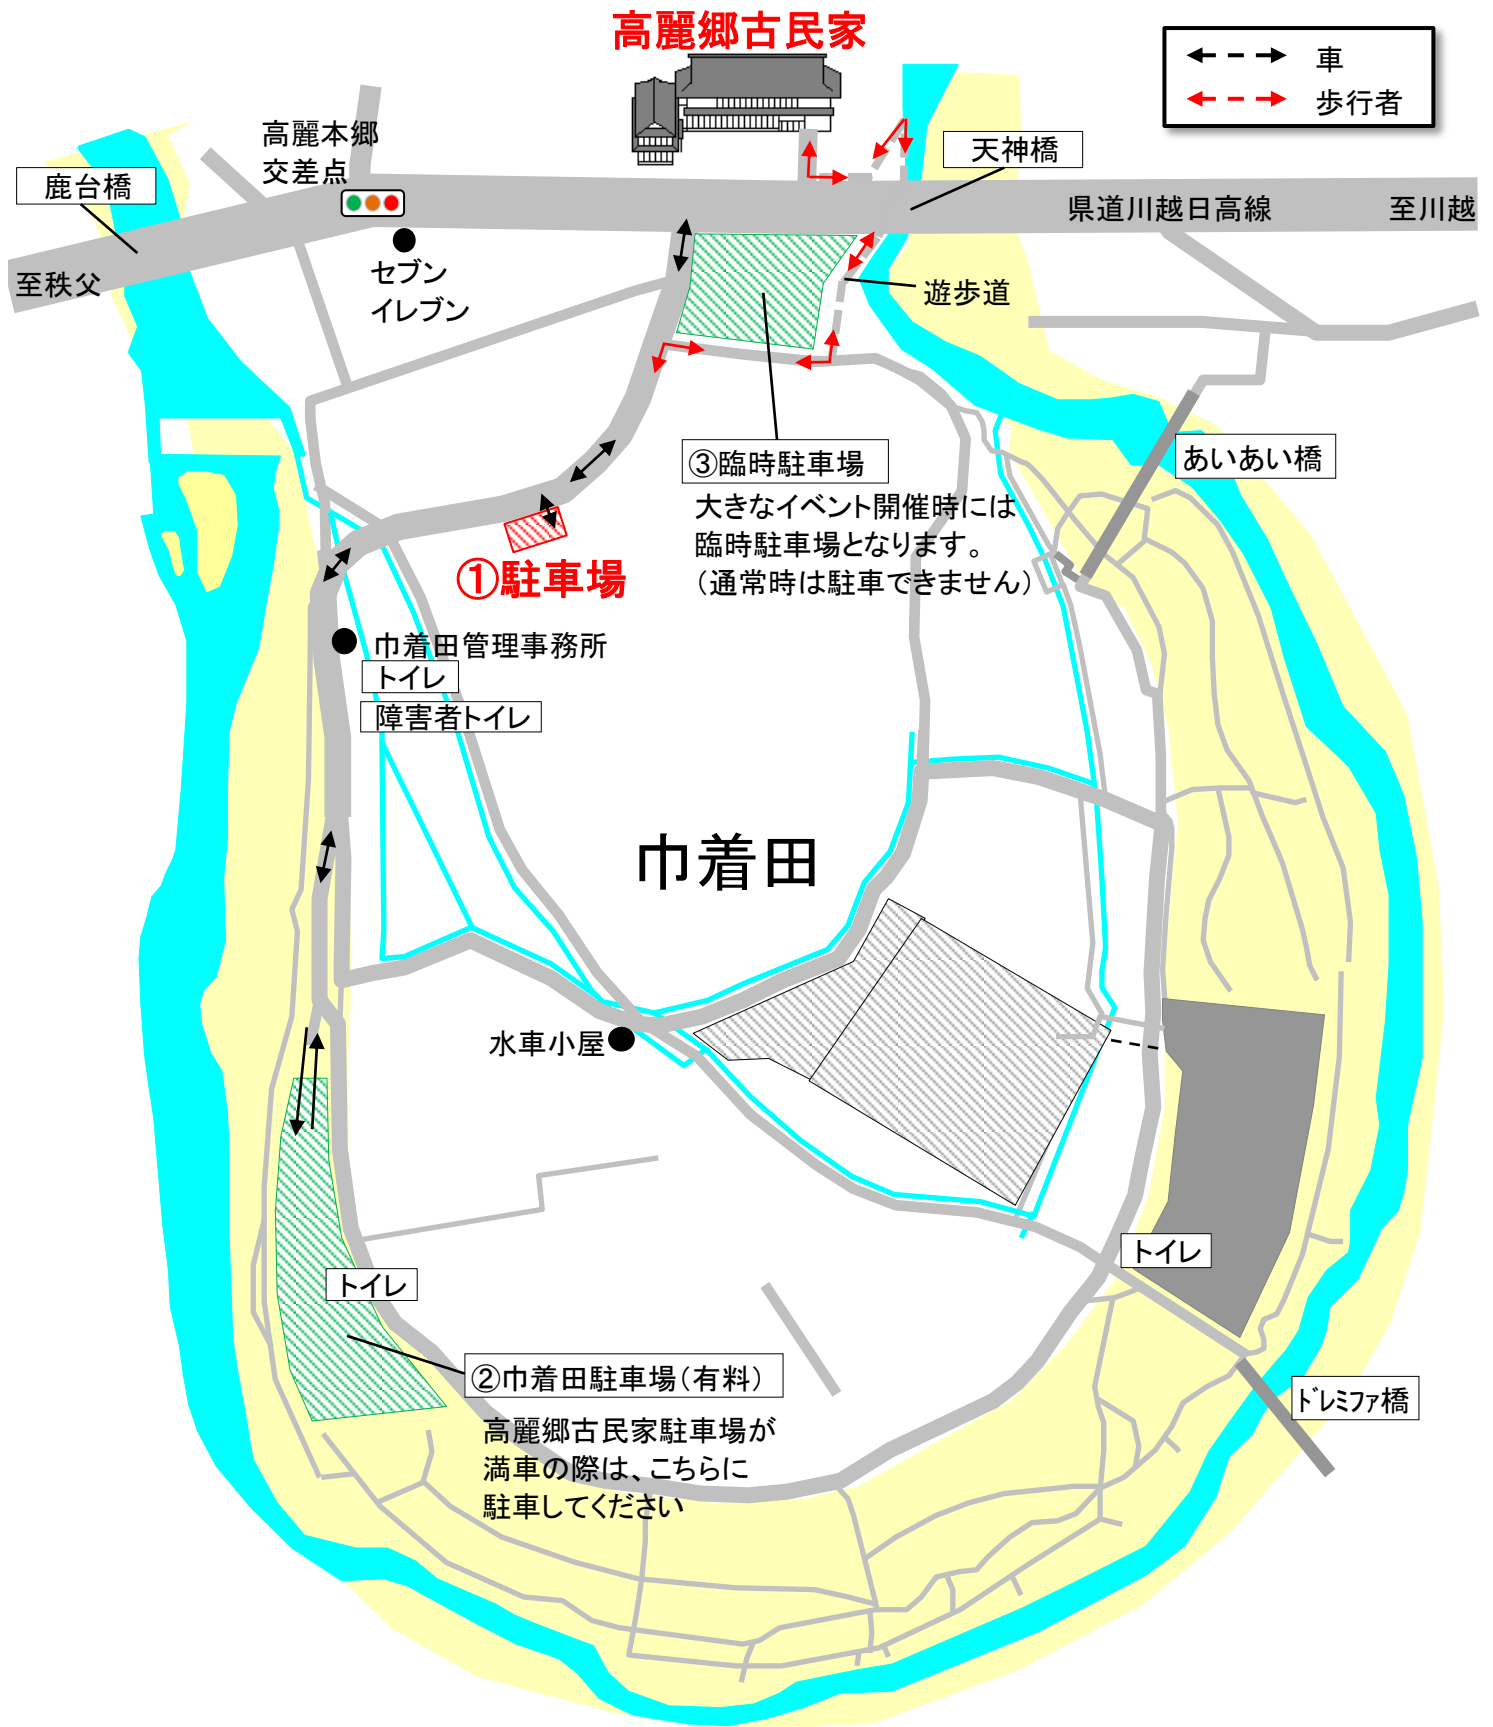 高麗郷古民家
車
歩行者
高麗本郷
交差点
天神橋
鹿台橋
県道川越日高線
至川越
至秩父
セブン
イレブン
遊歩道
③臨時駐車場
大きなイベント開催時には
臨時駐車場となります。
（通常時は駐車できません）
あいあい橋
①駐車場
巾着田管理事務所
トイレ
障害者トイレ
巾着田
水車小屋
トイレ
トイレ
②巾着田駐車場（有料）
高麗郷古民家駐車場が
満車の際は、こちらに
駐車してください
ﾄﾞﾚﾐﾌｧ橋